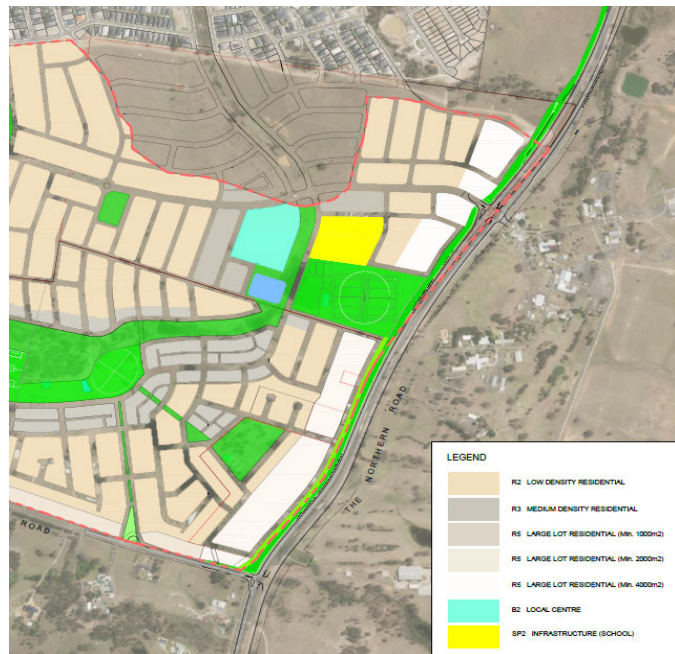 THE NORTHERN ROAD
ROAD
LEGEND
R2 LOW DENSITY RESIDENTIAL
R3 MEDIUM DENSITY RESIDENTIAL
R5 LARGE LOT RESIDENTIAL (Min. 1000m2)
R5 LARGE LOT RESIDENTIAL (Min. 2000m2)
R5 LARGE LOT RESIDENTIAL (Min. 4000m2)
B2 LOCAL CENTRE
SP2 INFRASTRUCTURE (SCHOOL)